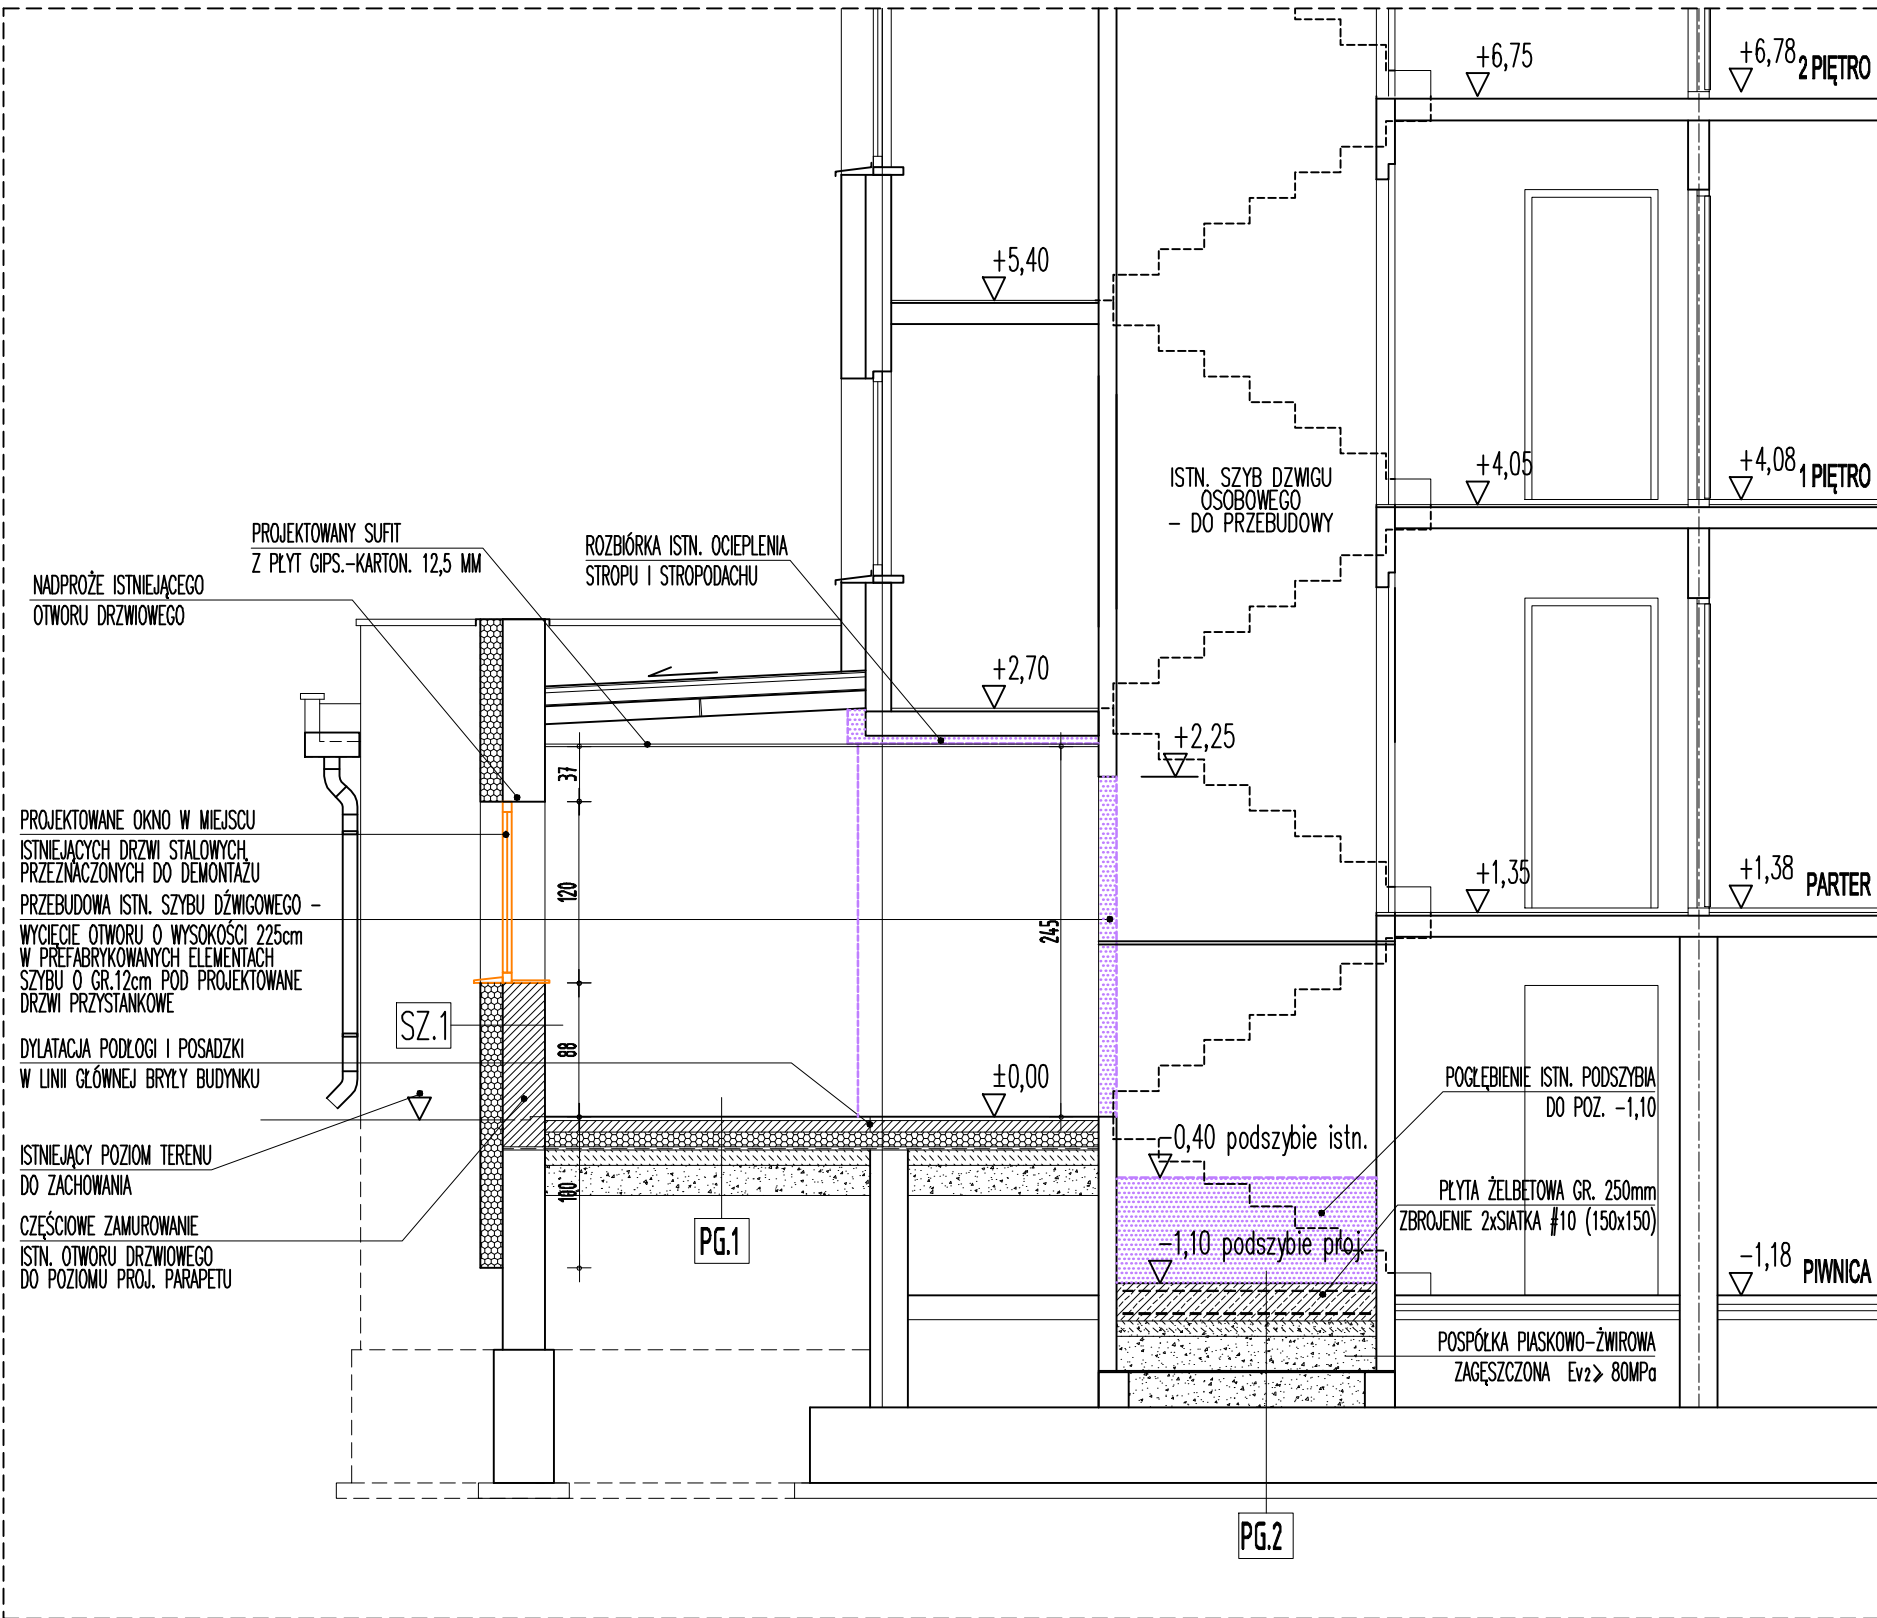 +6,75
+6,78
2 PIĘTRO
+5,40
ISTN. SZYB DZWIGU
OSOBOWEGO
- DO PRZEBUDOWY
+4,05
+4,08
1 PIĘTRO
PROJEKTOWANY SUFIT
Z PŁYT GIPS.-KARTON. 12,5 MM
ROZBIÓRKA ISTN. OCIEPLENIA
STROPU I STROPODACHU
NADPROŻE ISTNIEJĄCEGO
OTWORU DRZWIOWEGO
+2,70
+2,25
37
PROJEKTOWANE OKNO W MIEJSCU
ISTNIEJĄCYCH DRZWI STALOWYCH
PRZEZNACZONYCH DO DEMONTAŻU
PRZEBUDOWA ISTN. SZYBU DŹWIGOWEGO -
WYCIĘCIE OTWORU O WYSOKOŚCI 225cm
W PREFABRYKOWANYCH ELEMENTACH
SZYBU O GR.12cm POD PROJEKTOWANE
DRZWI PRZYSTANKOWE
120
245
+1,35
+1,38
PARTER
SZ.1
88
DYLATACJA PODŁOGI I POSADZKI
W LINII GŁÓWNEJ BRYŁY BUDYNKU
±0,00
POGŁĘBIENIE ISTN. PODSZYBIA
DO POZ. -1,10
ISTNIEJĄCY POZIOM TERENU
DO ZACHOWANIA
-0,40 podszybie istn.
100
PŁYTA ŻELBETOWA GR. 250mm
ZBROJENIE 2xSIATKA #10 (150x150)
CZĘŚCIOWE ZAMUROWANIE
ISTN. OTWORU DRZWIOWEGO
DO POZIOMU PROJ. PARAPETU
PG.1
-1,10 podszybie proj.
-1,18
PIWNICA
POSPÓŁKA PIASKOWO-ŻWIROWA
ZAGĘSZCZONA Ev2≥ 80MPa
PG.2